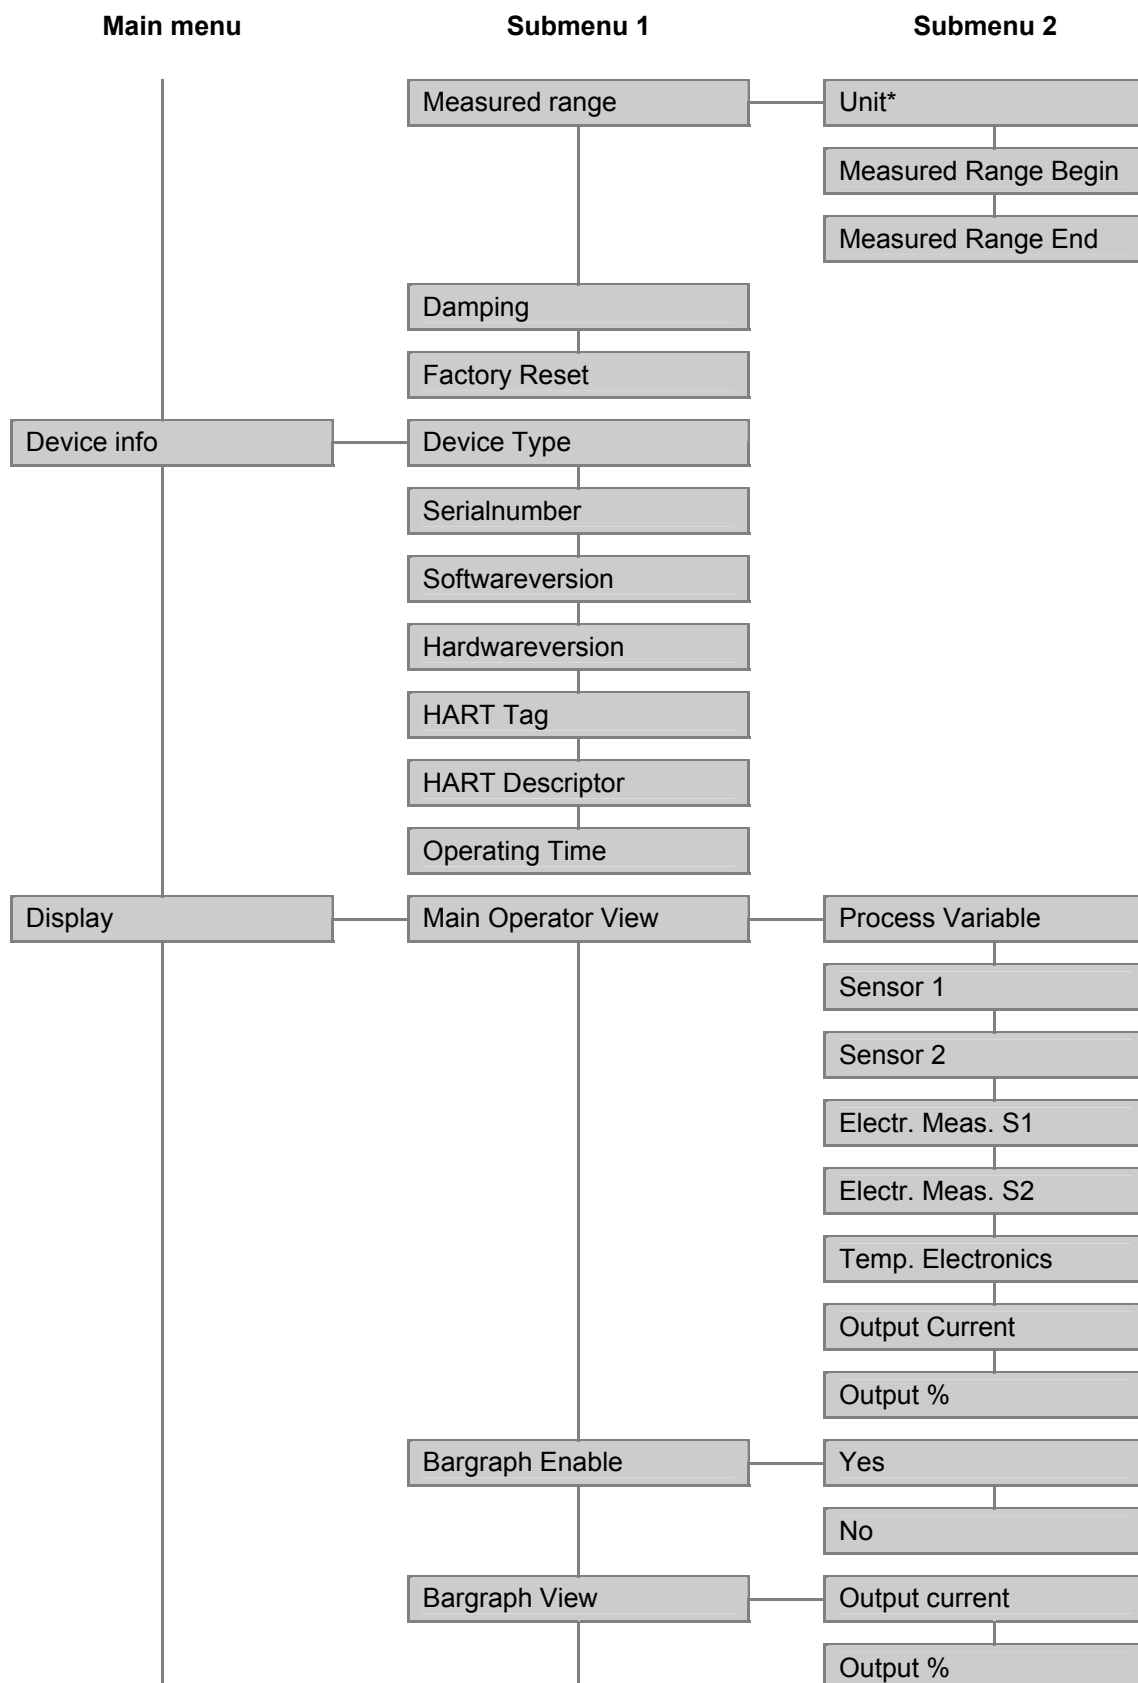 Main menu Submenu 1 Submenu 2
Measured range Unit*
Measured Range Begin
Measured Range End
Damping
Factory Reset
Device info Device Type
Serialnumber
Softwareversion
Hardwareversion
HART Tag
HART Descriptor
Operating Time
Display Main Operator View Process Variable
Sensor 1
Sensor 2
Electr. Meas. S1
Electr. Meas. S2
Temp. Electronics
Output Current
Output %
Bargraph Enable Yes
No
Bargraph View Output current
Output %